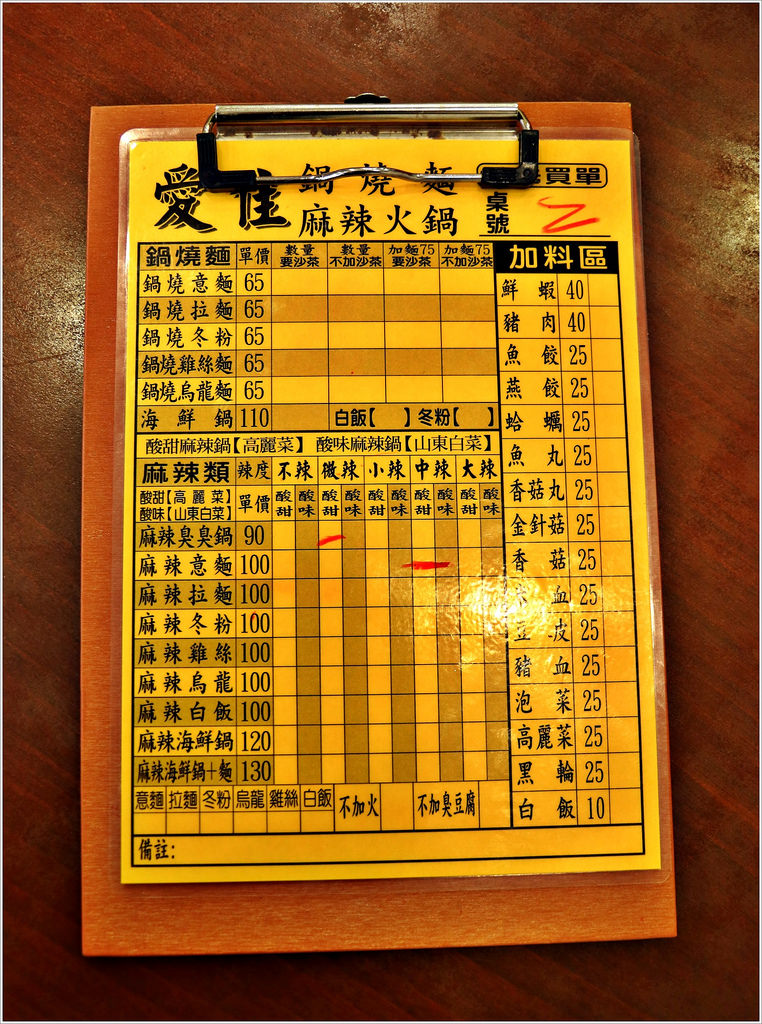 愛佳 鍋燒麵
麻辣火鍋
買單
桌號 2
鍋燒麵 單價 數量要沙茶 數量不加沙茶 加麵75要沙茶 加麵75不加沙茶
鍋燒意麵 65
鍋燒拉麵 65
鍋燒冬粉 65
鍋燒雞絲麵 65
鍋燒烏龍麵 65
海鮮鍋 110 白飯【 】冬粉【 】
酸甜麻辣鍋【高麗菜】 酸味麻辣鍋【山東白菜】
麻辣類 辣度 不辣 微辣 小辣 中辣 大辣
酸甜【高麗菜】
酸味【山東白菜】 單價 酸甜 酸味 酸甜 酸味 酸甜 酸味 酸甜 酸味 酸甜 酸味
麻辣臭臭鍋 90
麻辣意麵 100
麻辣拉麵 100
麻辣冬粉 100
麻辣雞絲 100
麻辣烏龍 100
麻辣白飯 100
麻辣海鮮鍋 120
麻辣海鮮鍋+麵 130
意麵 拉麵 冬粉 烏龍 雞絲 白飯 不加火 不加臭豆腐
備註:
加料區
鮮蝦 40
豬肉 40
魚餃 25
燕餃 25
蛤蠣 25
魚丸 25
香菇丸 25
金針菇 25
香菇 25
血 25
豆皮 25
豬血 25
泡菜 25
高麗菜 25
黑輪 25
白飯 10